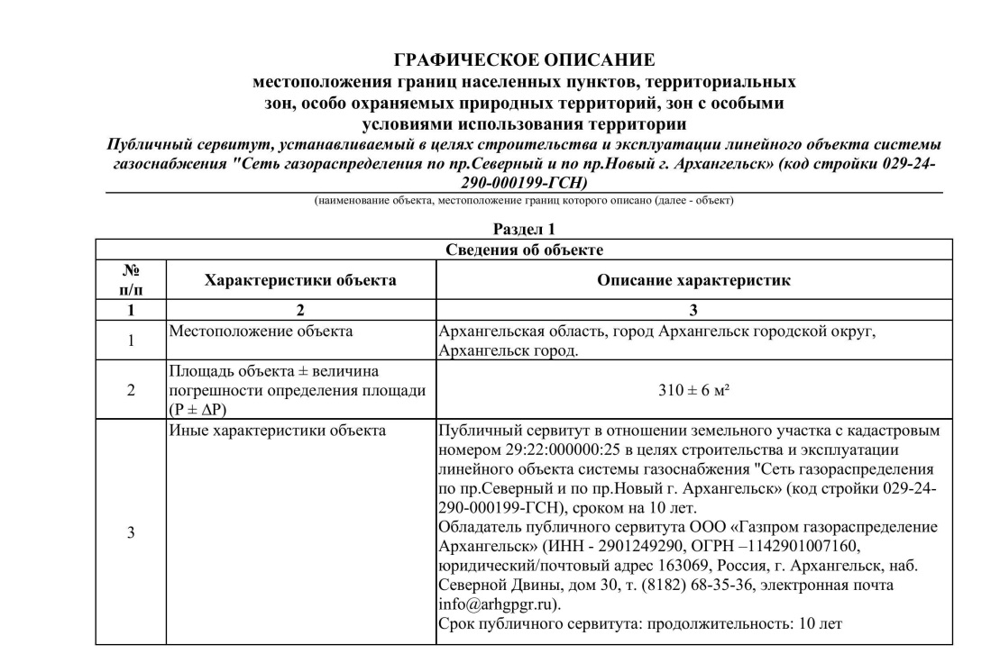 ГРАФИЧЕСКОЕ ОПИСАНИЕ
местоположения границ населенных пунктов, территориальных
зон, особо охраняемых природных территорий, зон с особыми
условиями использования территории
Публичный сервитут, устанавливаемый в целях строительства и эксплуатации линейного объекта системы
газоснабжения "Сеть газораспределения по пр.Северный и по пр.Новый г. Архангельск» (код стройки 029-24-
290-000199-ГСН)
(наименование объекта, местоположение границ которого описано (далее - объект)
Раздел 1
Сведения об объекте
№
п/п
Характеристики объекта
Описание характеристик
1
2
3
1
Местоположение объекта
Архангельская область, город Архангельск городской округ,
Архангельск город.
2
Площадь объекта ± величина
погрешности определения площади
(P ± ΔP)
310 ± 6 м²
3
Иные характеристики объекта
Публичный сервитут в отношении земельного участка с кадастровым
номером 29:22:000000:25 в целях строительства и эксплуатации
линейного объекта системы газоснабжения "Сеть газораспределения
по пр.Северный и по пр.Новый г. Архангельск» (код стройки 029-24-
290-000199-ГСН), сроком на 10 лет.
Обладатель публичного сервитута ООО «Газпром газораспределение
Архангельск» (ИНН - 2901249290, ОГРН –1142901007160,
юридический/почтовый адрес 163069, Россия, г. Архангельск, наб.
Северной Двины, дом 30, т. (8182) 68-35-36, электронная почта
info@arhgpgr.ru).
Срок публичного сервитута: продолжительность: 10 лет